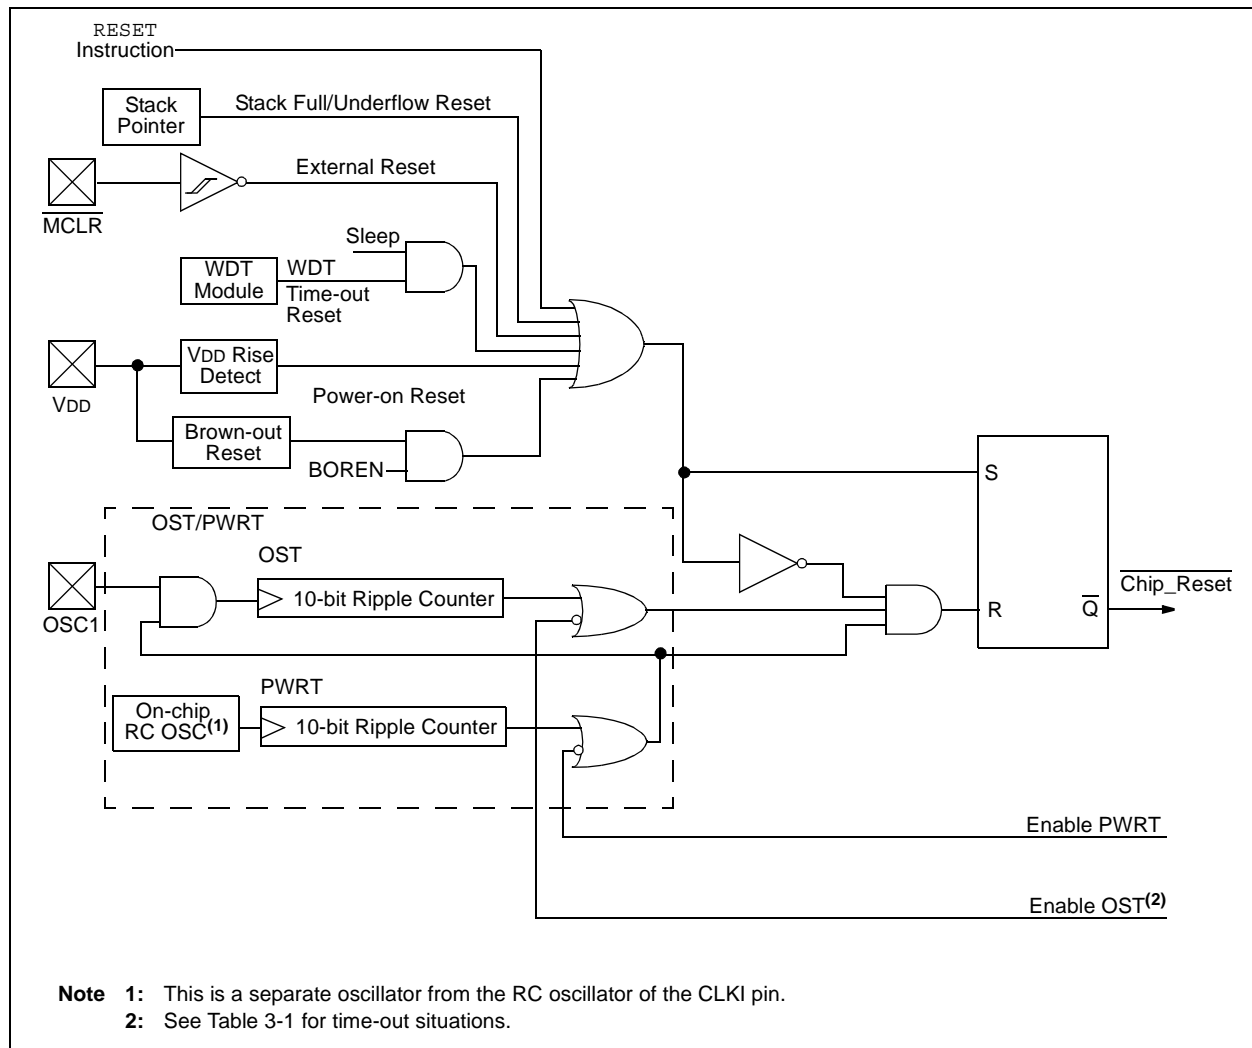 RESET
Instruction
Stack
Pointer
Stack Full/Underflow Reset
External Reset
MCLR
Sleep
WDT
Module
WDT
Time-out
Reset
VDD Rise
Detect
VDD
Power-on Reset
Brown-out
Reset
BOREN
S
OST/PWRT
OST
10-bit Ripple Counter
OSC1
Chip_Reset
R
Q
PWRT
On-chip
RC OSC(1)
10-bit Ripple Counter
Enable PWRT
Enable OST(2)
Note 1: This is a separate oscillator from the RC oscillator of the CLKI pin.
2: See Table 3-1 for time-out situations.